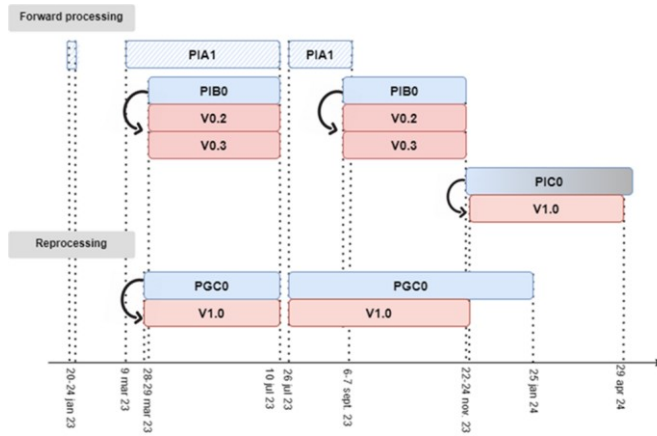 Forward processing
PIA1 PIA1
PIB0 PIB0
V0.2 V0.2
V0.3 V0.3
PIC0
V1.0
Reprocessing
PGC0 PGC0
V1.0 V1.0
20-24 jan 23
9 mar 23
28-29 mar 23
10 jul 23
26 jul 23
6-7 sept. 23
22-24 nov. 23
25 jan 24
29 apr 24